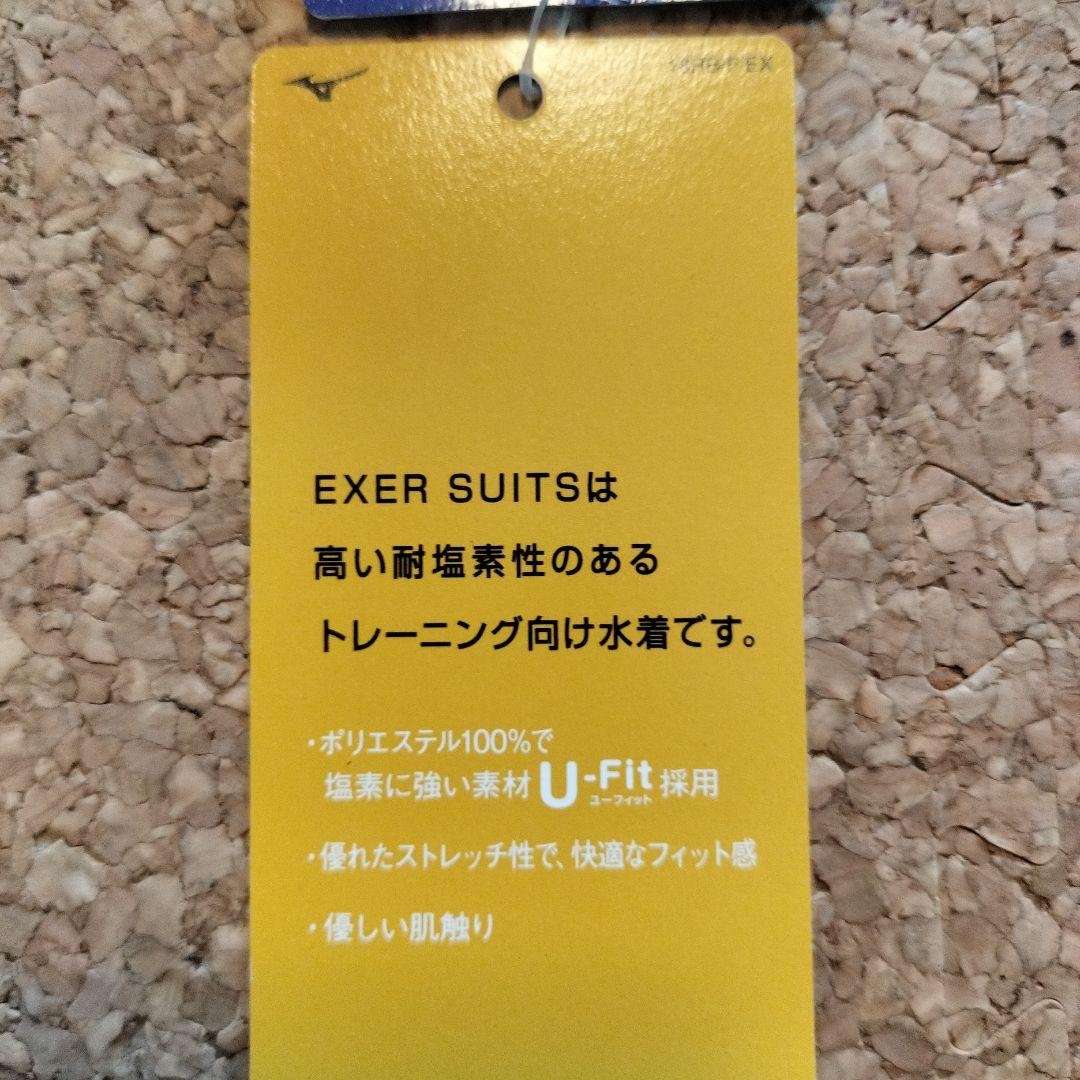 EXER SUITSは
高い耐塩素性のある
トレーニング向け水着です。
・ポリエステル100%で
塩素に強い素材 U-Fit 採用
ユーフィット
・優れたストレッチ性で、快適なフィット感
・優しい肌触り